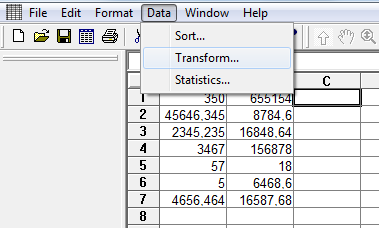 File Edit Format Data Window Help
Sort...
Transform...
Statistics...
C
1 350 655154
2 45646,345 8784,6
3 2345,235 16848,64
4 3467 156878
5 57 18
6 5 6468,6
7 4656,464 16587,68
8